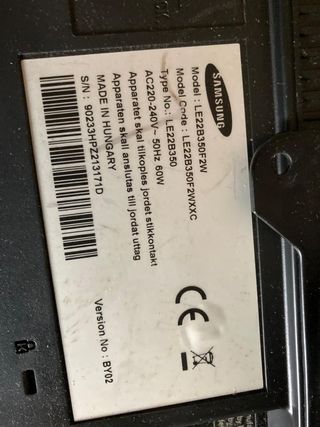 SAMSUNG
Model : LE22B350F2W
Model Code : LE22B350F2WXXC
Type No.: LE22B350
AC220-240V~ 50Hz 60W
Apparatet skal tilkoples jordet stikkontakt
Apparaten skall anslutas till jordat uttag
MADE IN HUNGARY
S/N : 90233HPZ213171D
Version No : BY02
CE